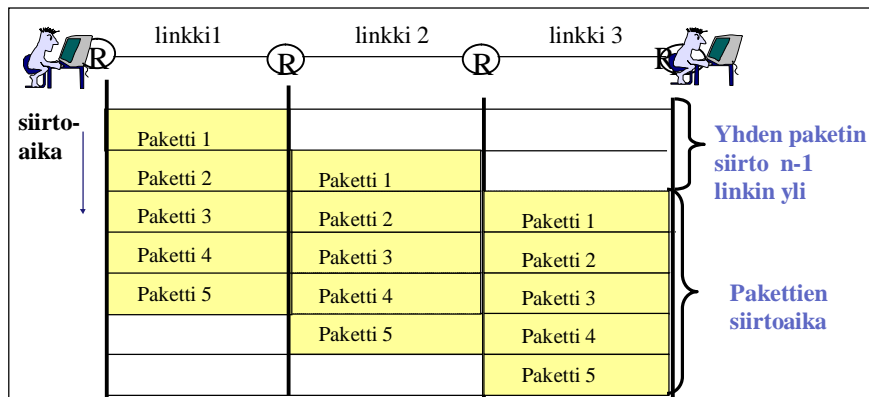 linkki1 linkki 2 linkki 3
R R R R
siirto-
aika
Paketti 1
Paketti 2 Paketti 1
Paketti 3 Paketti 2 Paketti 1
Paketti 4 Paketti 3 Paketti 2
Paketti 5 Paketti 4 Paketti 3
Paketti 5 Paketti 4
Paketti 5
Yhden paketin
siirto n-1
linkin yli
Pakettien
siirtoaika